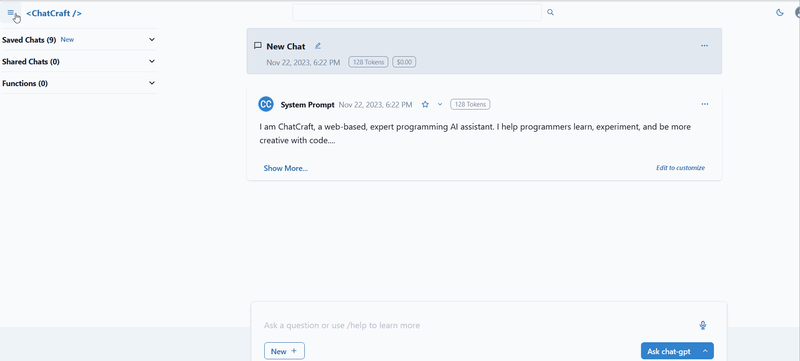 <ChatCraft />
Saved Chats (9) New
Shared Chats (0)
Functions (0)
New Chat
Nov 22, 2023, 6:22 PM 128 Tokens $0.00
CC System Prompt Nov 22, 2023, 6:22 PM 128 Tokens
I am ChatCraft, a web-based, expert programming AI assistant. I help programmers learn, experiment, and be more
creative with code....
Show More... Edit to customize
Ask a question or use /help to learn more
New + Ask chat-gpt